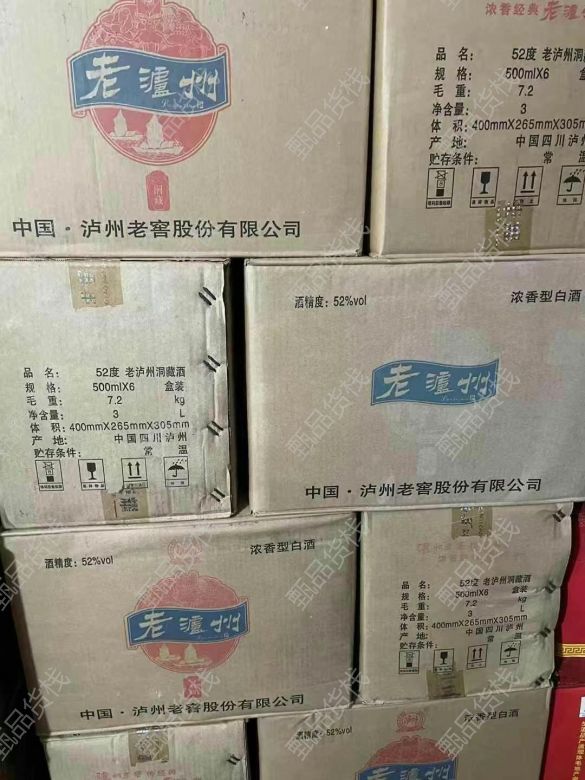 老瀘州
洞藏
中国·泸州老窖股份有限公司
浓香经典
品 名: 52度 老泸州洞藏
规 格: 500mlX6 盒
毛 重: 7.2
净含量: 3
体 积: 400mmX265mmX305m
产 地: 中国四川泸
贮存条件: 常 温
品 名: 52度 老泸州洞藏酒
规 格: 500mlX6 盒装
毛 重: 7.2 kg
净含量: 3 L
体 积: 400mmX265mmX305mm
产 地: 中国四川泸州
贮存条件: 常 温
酒精度: 52%vol 浓香型白酒
老瀘州
中国·泸州老窖股份有限公司
酒精度: 52%vol 浓香型白酒
老瀘州
中国·泸州老窖股份有限公司
品 名: 52度 老泸州洞藏酒
规 格: 500mlX6 盒装
毛 重: 7.2 kg
净含量: 3 L
体 积: 400mmX265mmX305mm
产 地: 中国四川泸州
贮存条件: 常 温
酒精度: 52%vol 浓香型白酒
甄品货栈